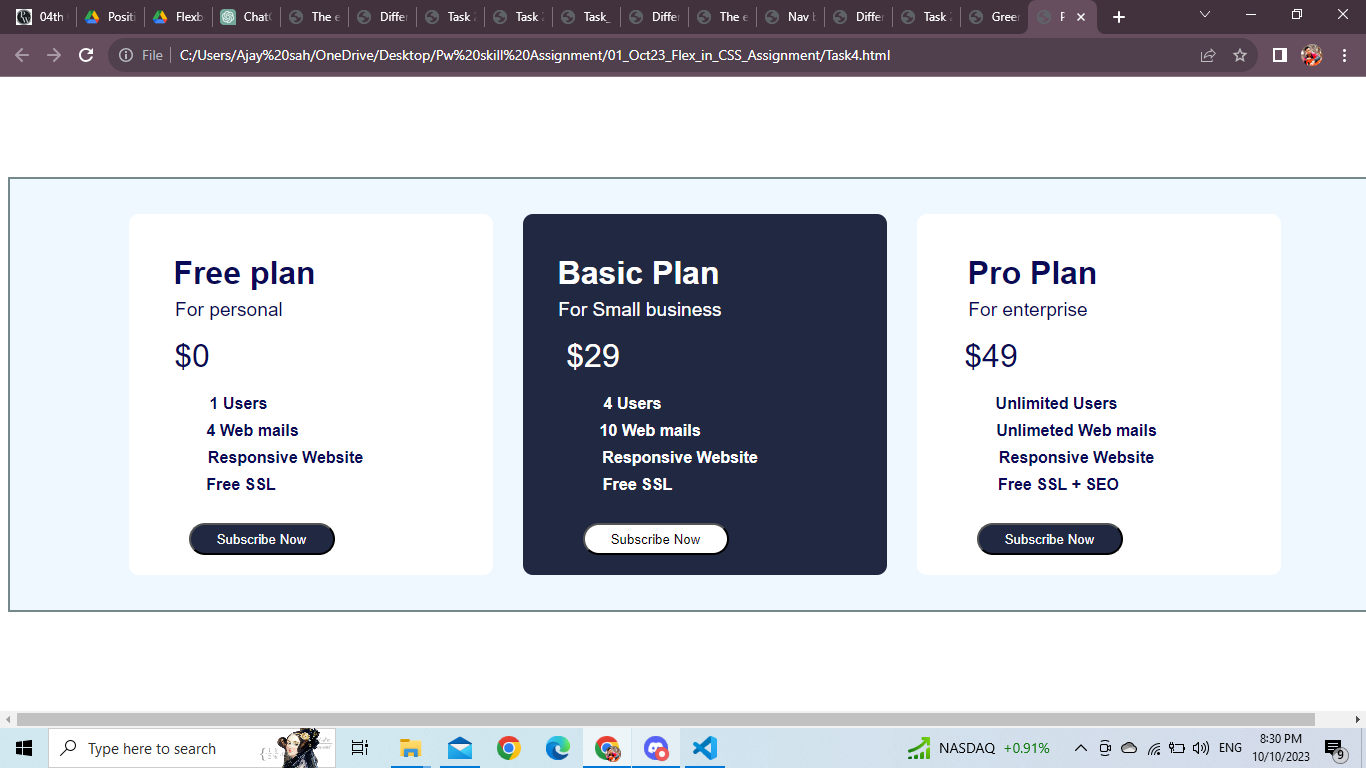 04th
Positi
Flexb
Chat
The e
Differ
Task
Task
Task_
Differ
The e
Nav b
Differ
Task
Green
File
C:/Users/Ajay%20sah/OneDrive/Desktop/Pw%20skill%20Assignment/01_Oct23_Flex_in_CSS_Assignment/Task4.html
Free plan
For personal
$0
1 Users
4 Web mails
Responsive Website
Free SSL
Subscribe Now
Basic Plan
For Small business
$29
4 Users
10 Web mails
Responsive Website
Free SSL
Subscribe Now
Pro Plan
For enterprise
$49
Unlimited Users
Unlimeted Web mails
Responsive Website
Free SSL + SEO
Subscribe Now
Type here to search
NASDAQ +0.91%
ENG
8:30 PM
10/10/2023
9